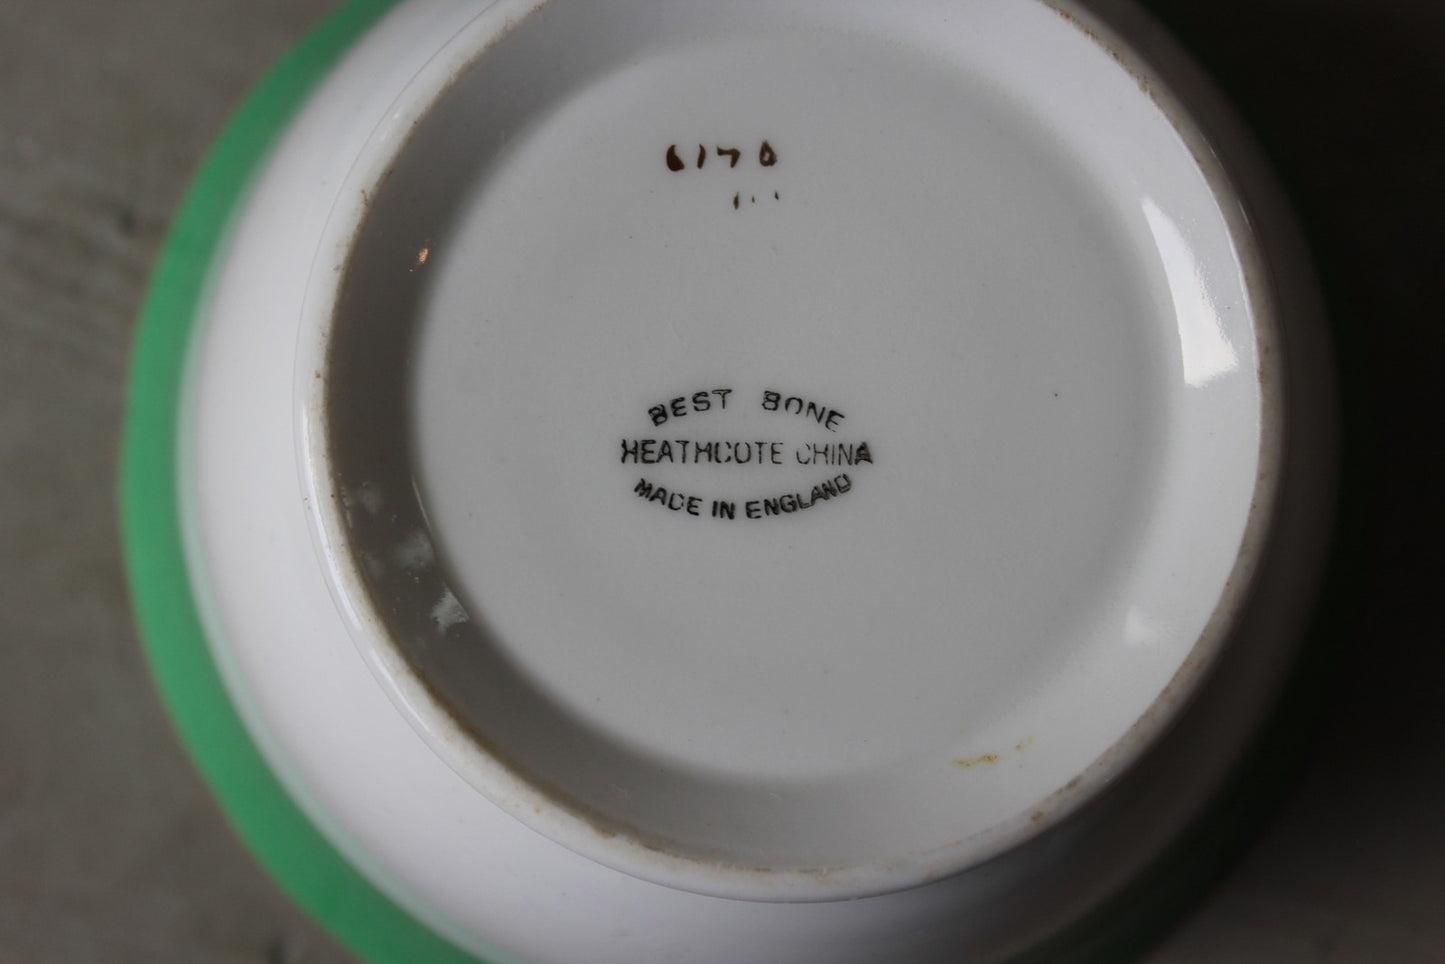 6170
BEST BONE
HEATHCOTE CHINA
MADE IN ENGLAND